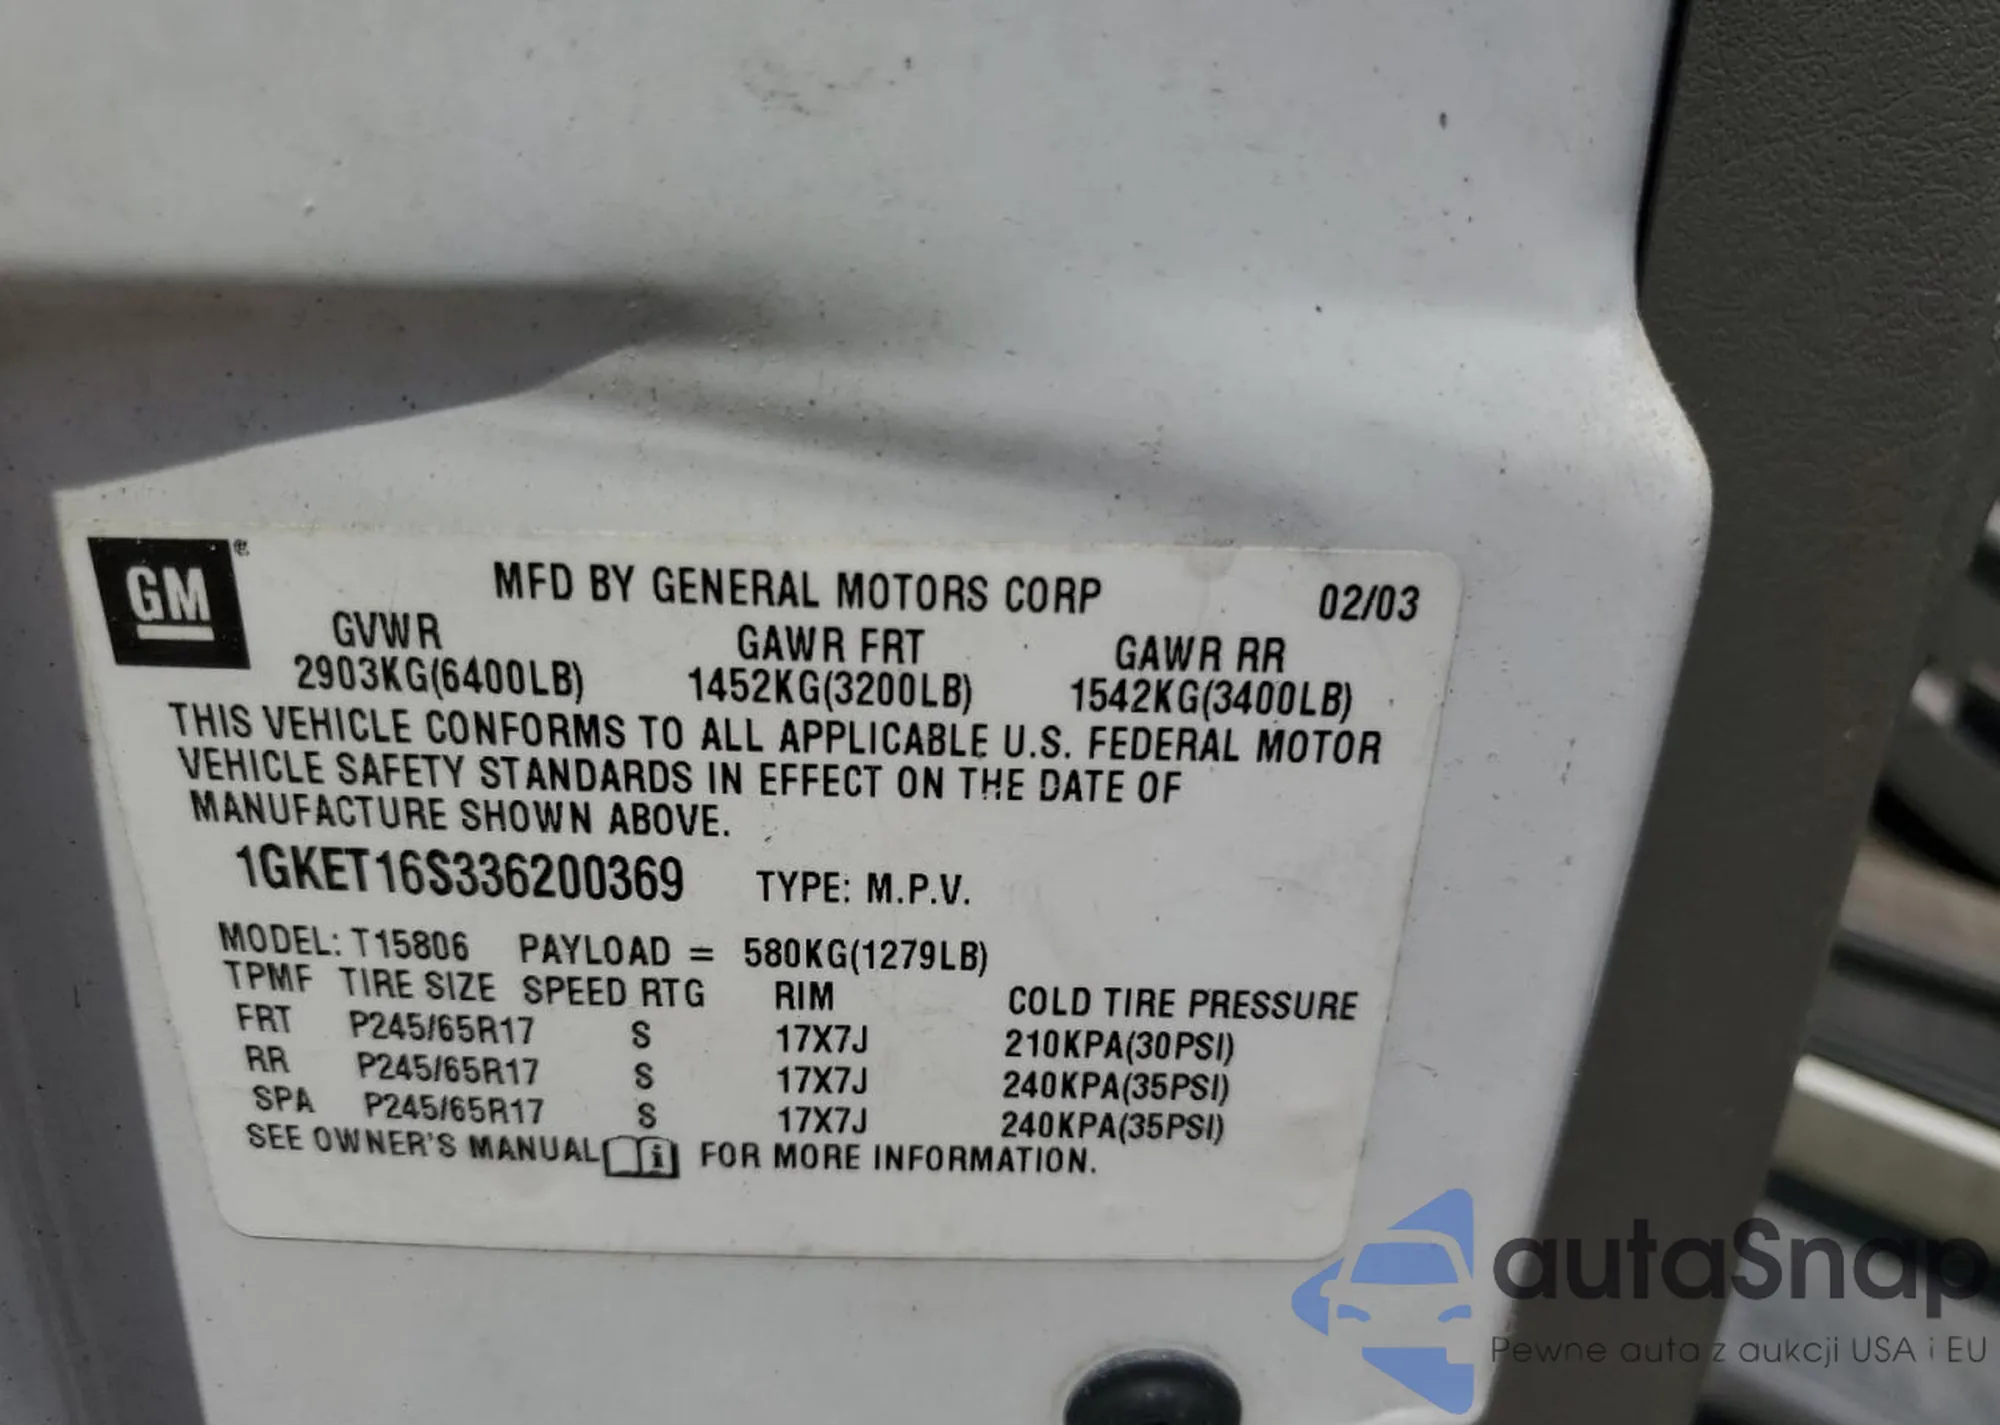 GM ®
MFD BY GENERAL MOTORS CORP 02/03
GVWR GAWR FRT GAWR RR
2903KG(6400LB) 1452KG(3200LB) 1542KG(3400LB)
THIS VEHICLE CONFORMS TO ALL APPLICABLE U.S. FEDERAL MOTOR
VEHICLE SAFETY STANDARDS IN EFFECT ON THE DATE OF
MANUFACTURE SHOWN ABOVE.
1GKET16S336200369 TYPE: M.P.V.
MODEL: T15806 PAYLOAD = 580KG(1279LB)
TPMF TIRE SIZE SPEED RTG RIM COLD TIRE PRESSURE
FRT P245/65R17 S 17X7J 210KPA(30PSI)
RR P245/65R17 S 17X7J 240KPA(35PSI)
SPA P245/65R17 S 17X7J 240KPA(35PSI)
SEE OWNER'S MANUAL i FOR MORE INFORMATION.
autaSnap
Pewne auta z aukcji USA i EU